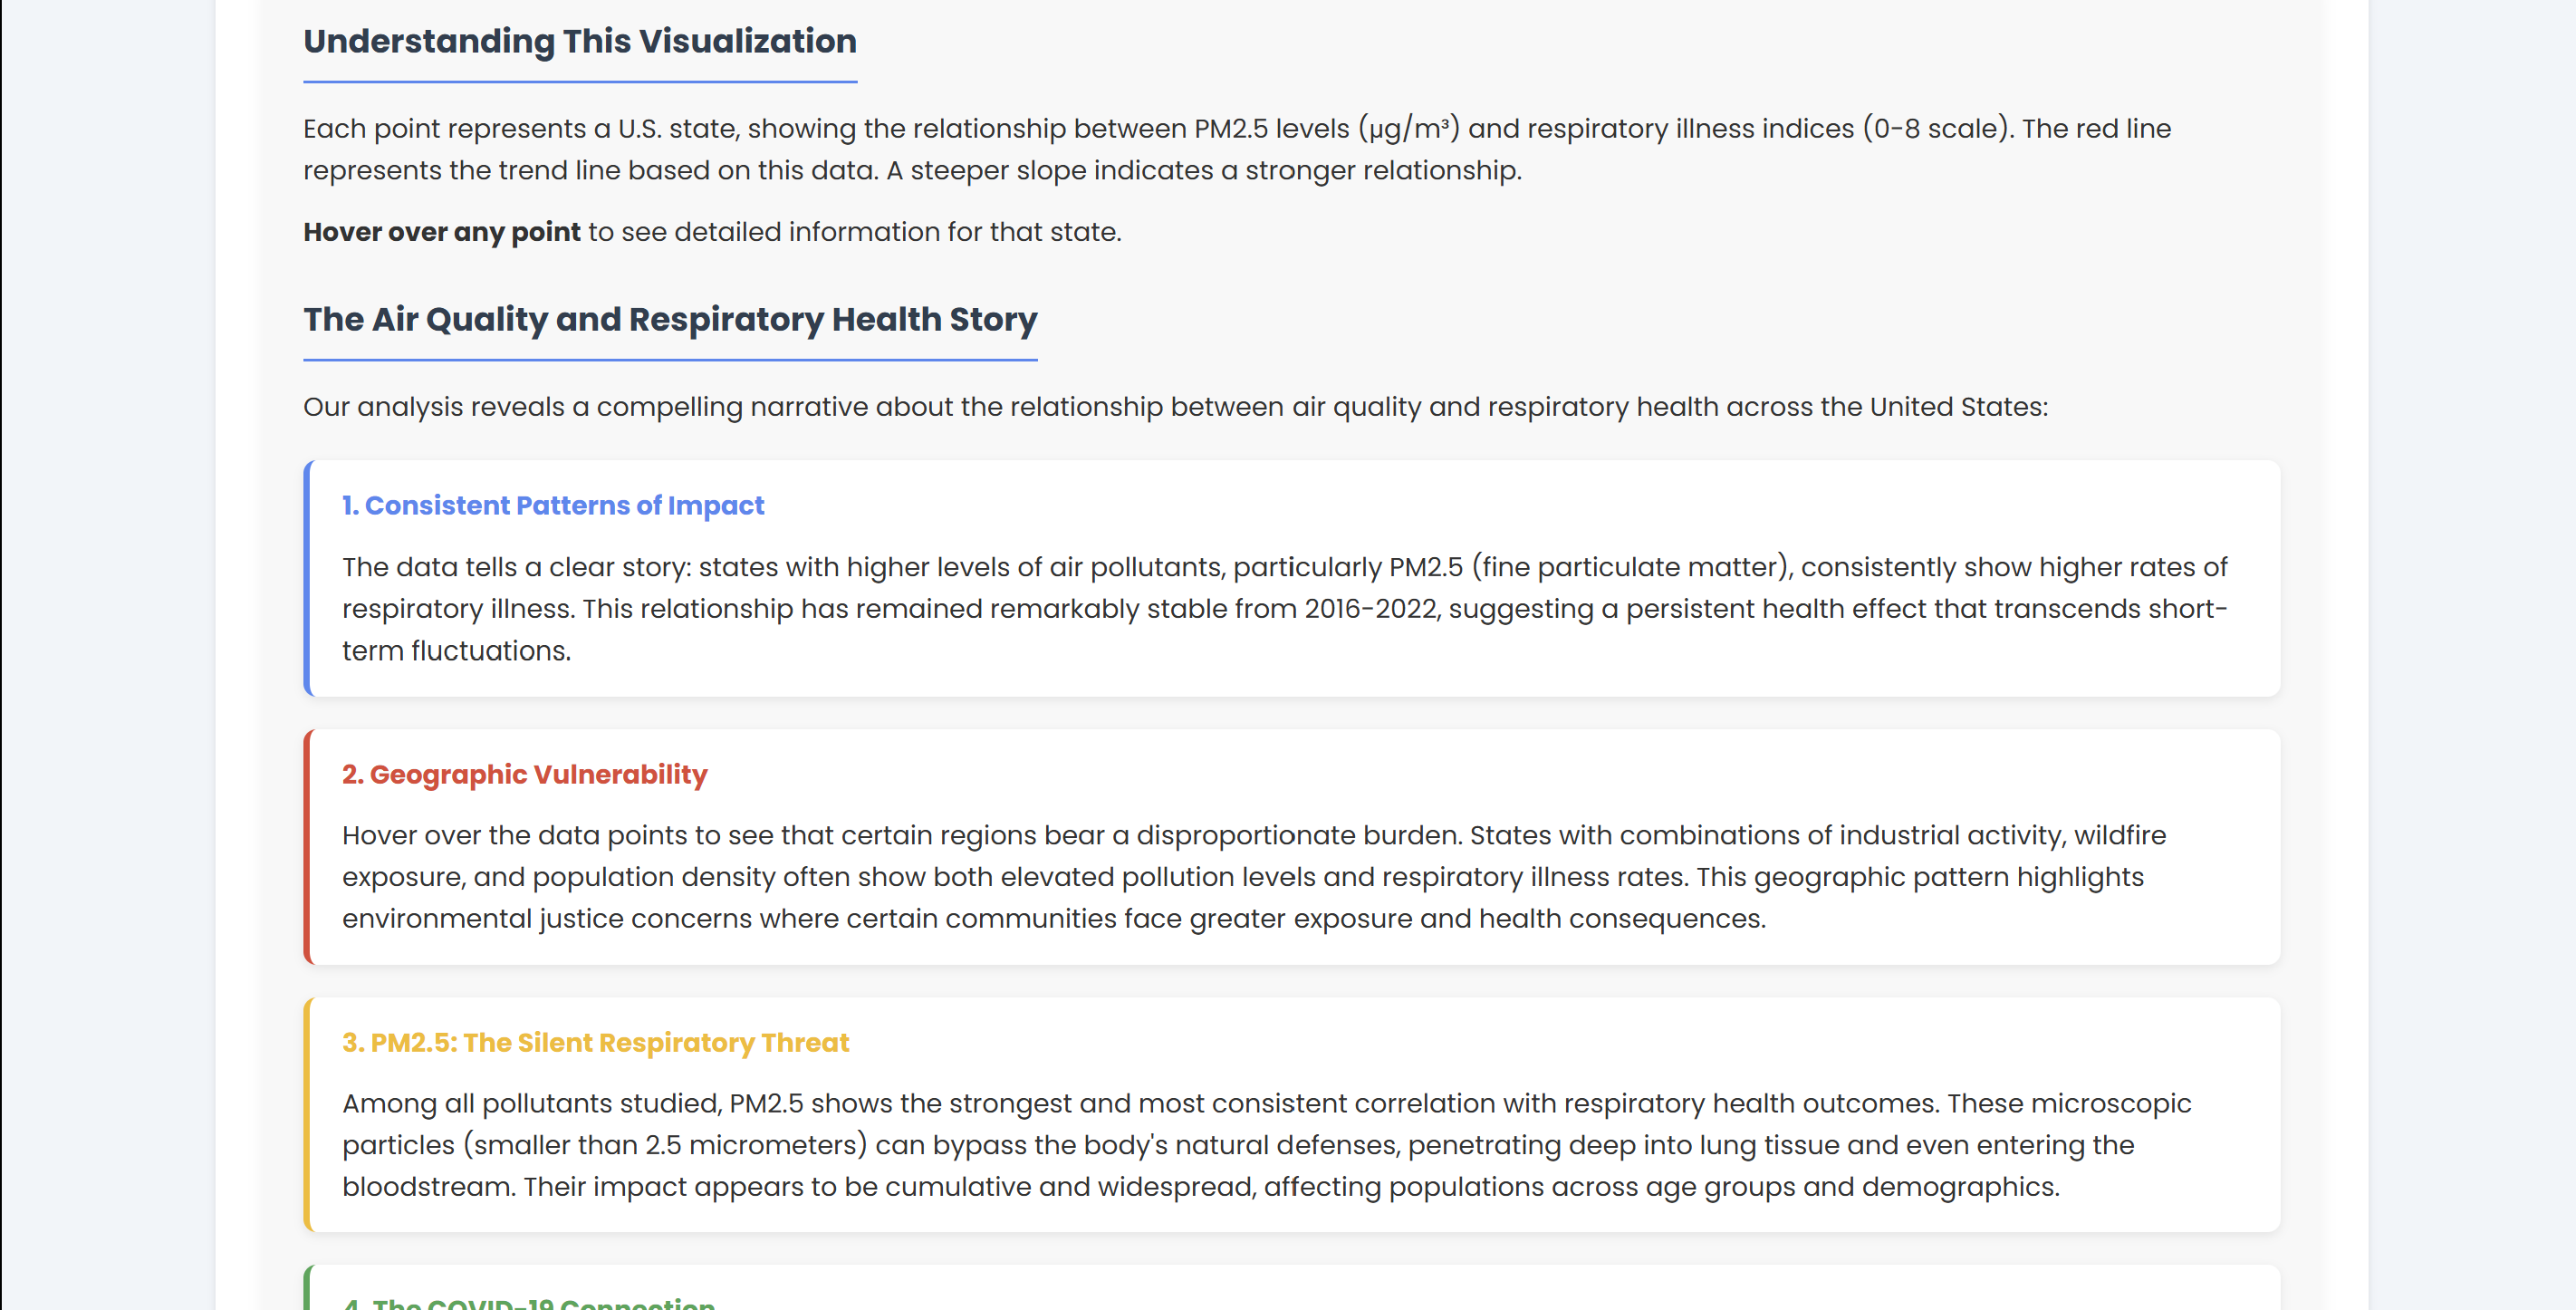 Understanding This Visualization
Each point represents a U.S. state, showing the relationship between PM2.5 levels (µg/m³) and respiratory illness indices (0-8 scale). The red line
represents the trend line based on this data. A steeper slope indicates a stronger relationship.
Hover over any point to see detailed information for that state.
The Air Quality and Respiratory Health Story
Our analysis reveals a compelling narrative about the relationship between air quality and respiratory health across the United States:
1. Consistent Patterns of Impact
The data tells a clear story: states with higher levels of air pollutants, particularly PM2.5 (fine particulate matter), consistently show higher rates of
respiratory illness. This relationship has remained remarkably stable from 2016-2022, suggesting a persistent health effect that transcends short-
term fluctuations.
2. Geographic Vulnerability
Hover over the data points to see that certain regions bear a disproportionate burden. States with combinations of industrial activity, wildfire
exposure, and population density often show both elevated pollution levels and respiratory illness rates. This geographic pattern highlights
environmental justice concerns where certain communities face greater exposure and health consequences.
3. PM2.5: The Silent Respiratory Threat
Among all pollutants studied, PM2.5 shows the strongest and most consistent correlation with respiratory health outcomes. These microscopic
particles (smaller than 2.5 micrometers) can bypass the body's natural defenses, penetrating deep into lung tissue and even entering the
bloodstream. Their impact appears to be cumulative and widespread, affecting populations across age groups and demographics.
4. The COVID-19 Connection